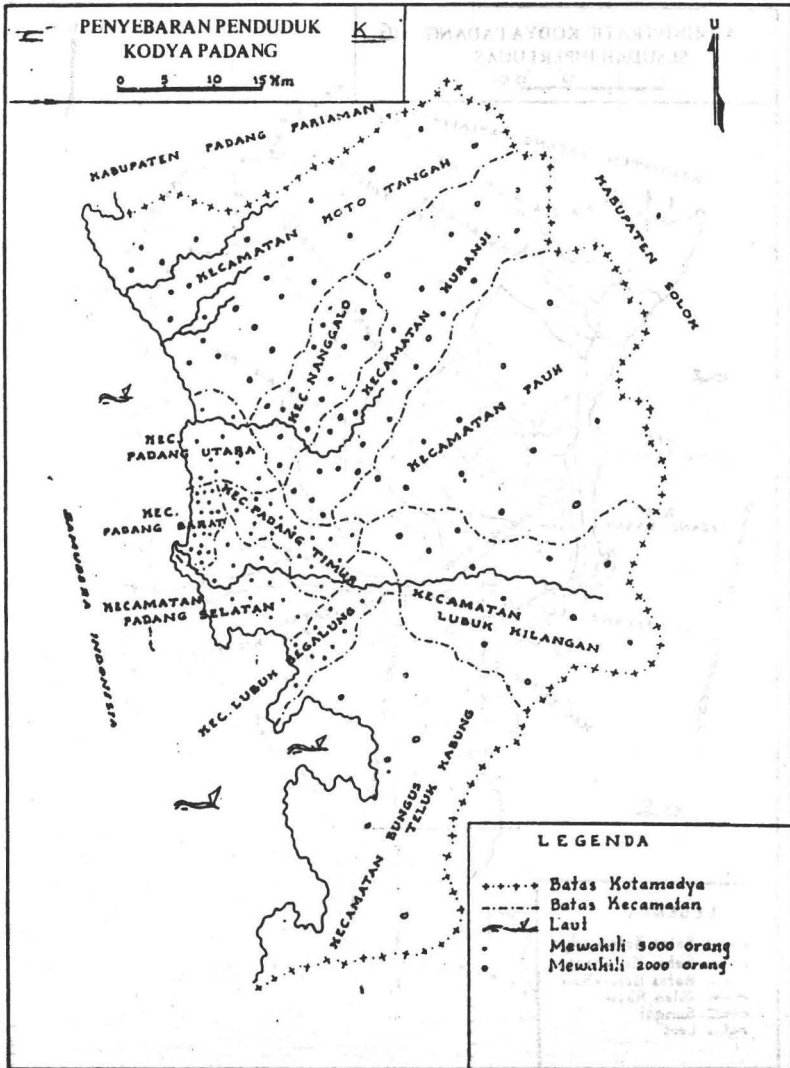 PENYEBARAN PENDUDUK
KODYA PADANG
K
0 5 10 15 Km
U
KABUPATEN PADANG PARIAMAN
KECAMATAN KOTO TANGAH
KABUPATEN SOLOK
KEC. NANGGALO
KECAMATAN KURANJI
KECAMATAN PAUH
KEC.
PADANG UTARA
KEC.
PADANG BARAT
KEC. PADANG TIMUR
KECAMATAN
PADANG SELATAN
KECAMATAN
LUBUK KILANGAN
KEC. LUBUK BEGALUNG
SAMUDERA INDONESIA
KECAMATAN BUNGUS
TELUK KABUNG
LEGENDA
Batas Kotamadya
Batas Kecamatan
Laut
Mewakili 5000 orang
Mewakili 2000 orang